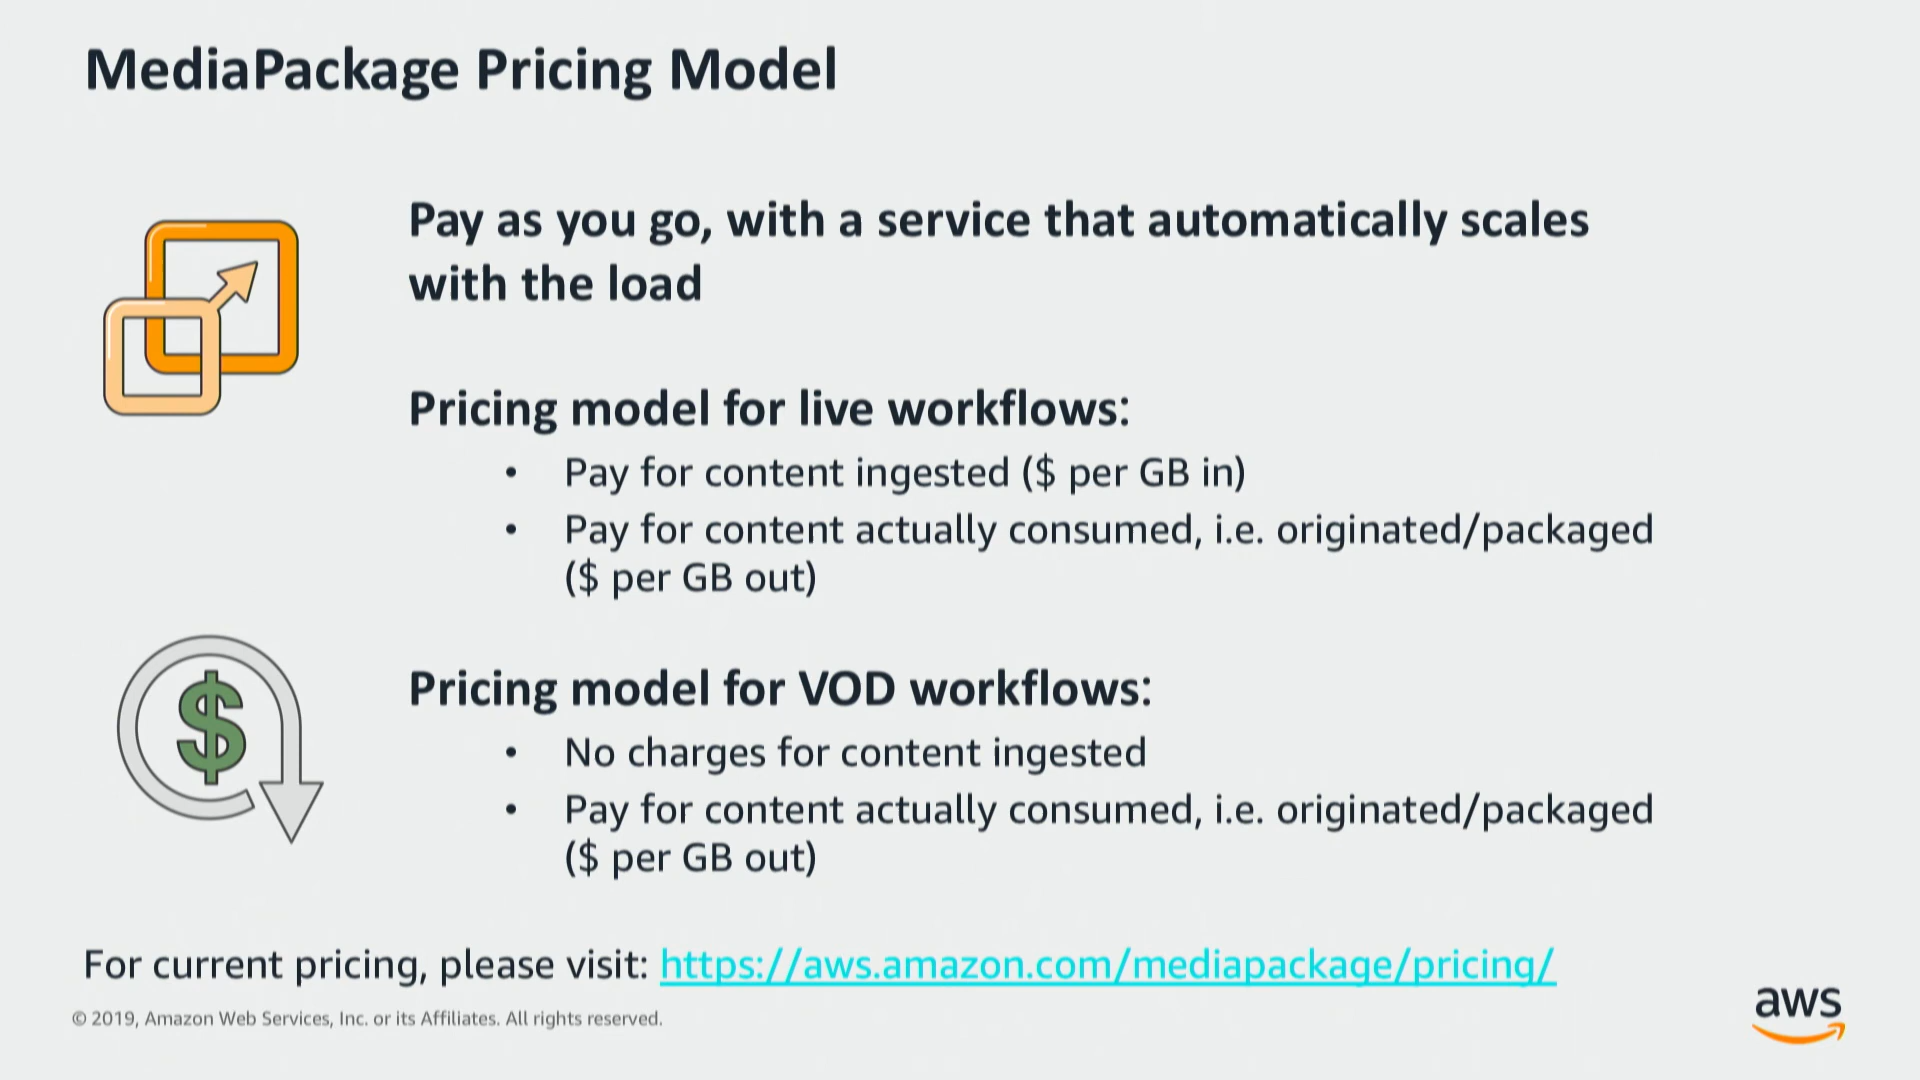 MediaPackage Pricing Model
Pay as you go, with a service that automatically scales
with the load
Pricing model for live workflows:
• Pay for content ingested ($ per GB in)
• Pay for content actually consumed, i.e. originated/packaged
($ per GB out)
$
Pricing model for VOD workflows:
• No charges for content ingested
• Pay for content actually consumed, i.e. originated/packaged
($ per GB out)
For current pricing, please visit: https://aws.amazon.com/mediapackage/pricing/
© 2019, Amazon Web Services, Inc. or its Affiliates. All rights reserved.
aws